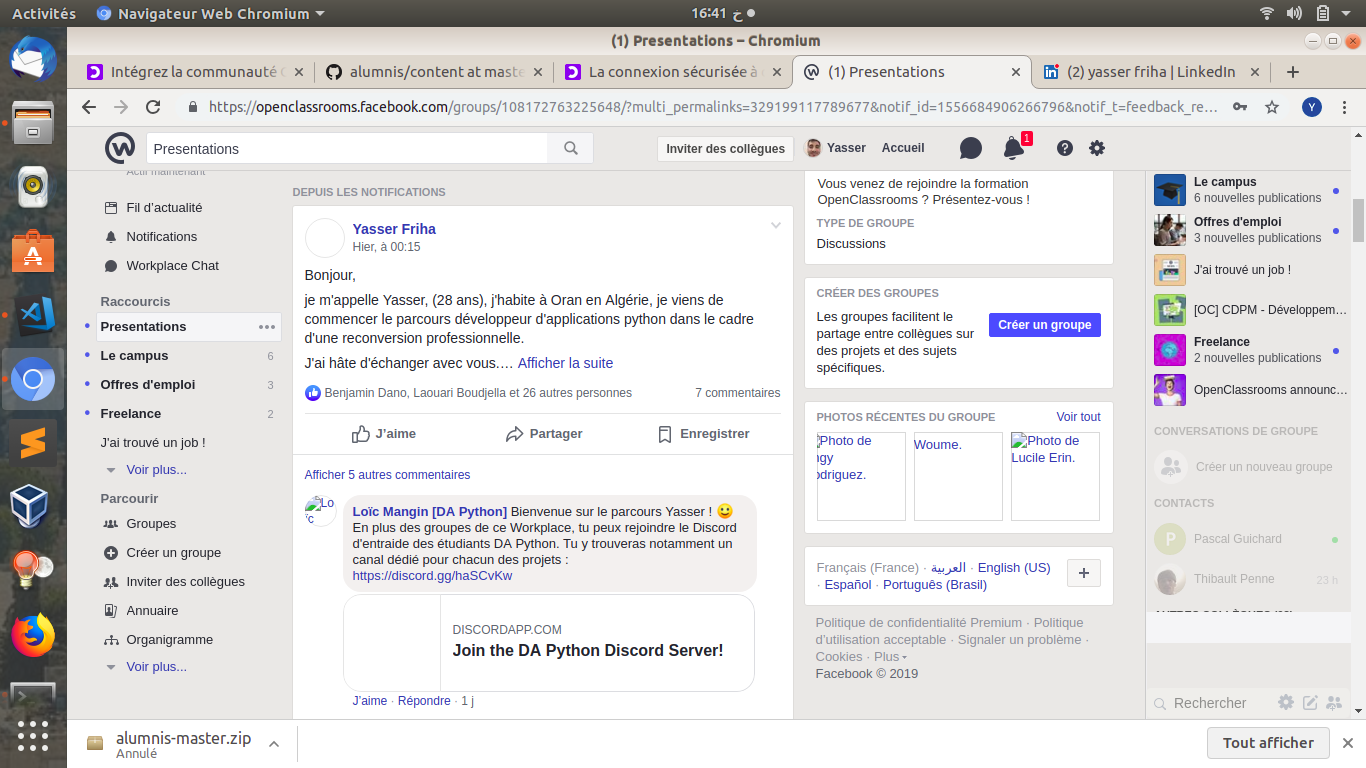 Activités
Navigateur Web Chromium
16:41 خ
(1) Presentations – Chromium
Intégrez la communauté
alumnis/content at maste
La connexion sécurisée à
(1) Presentations
(2) yasser friha | LinkedIn
https://openclassrooms.facebook.com/groups/108172763225648/?multi_permalinks=329199117789677&notif_id=1556684906266796&notif_t=feedback_re...
Y
Presentations
Inviter des collègues
Yasser
Accueil
1
Actif maintenant
Fil d'actualité
Notifications
Workplace Chat
Raccourcis
Presentations
Le campus 6
Offres d'emploi 3
Freelance 2
J'ai trouvé un job !
Voir plus...
Parcourir
Groupes
Créer un groupe
Inviter des collègues
Annuaire
Organigramme
Voir plus...
DEPUIS LES NOTIFICATIONS
Yasser Friha
Hier, à 00:15
Bonjour,
je m'appelle Yasser, (28 ans), j'habite à Oran en Algérie, je viens de
commencer le parcours développeur d'applications python dans le cadre
d'une reconversion professionnelle.
J'ai hâte d'échanger avec vous.… Afficher la suite
Benjamin Dano, Laouari Boudjella et 26 autres personnes
7 commentaires
J'aime
Partager
Enregistrer
Afficher 5 autres commentaires
Loïc
Loïc Mangin [DA Python] Bienvenue sur le parcours Yasser ! 😀
En plus des groupes de ce Workplace, tu peux rejoindre le Discord
d'entraide des étudiants DA Python. Tu y trouveras notamment un
canal dédié pour chacun des projets :
https://discord.gg/haSCvKw
DISCORDAPP.COM
Join the DA Python Discord Server!
J'aime · Répondre · 1 j
Vous venez de rejoindre la formation
OpenClassrooms ? Présentez-vous !
TYPE DE GROUPE
Discussions
CRÉER DES GROUPES
Les groupes facilitent le
partage entre collègues sur
des projets et des sujets
spécifiques.
Créer un groupe
PHOTOS RÉCENTES DU GROUPE
Voir tout
Photo de
ngy
odriguez.
Woume.
Photo de
Lucile Erin.
Français (France) · العربية · English (US)
· Español · Português (Brasil)
Politique de confidentialité Premium · Politique
d'utilisation acceptable · Signaler un problème ·
Cookies · Plus
Facebook © 2019
Le campus
6 nouvelles publications
Offres d'emploi
3 nouvelles publications
J'ai trouvé un job !
[OC] CDPM - Développem...
Freelance
2 nouvelles publications
OpenClassrooms announc...
CONVERSATIONS DE GROUPE
Créer un nouveau groupe
CONTACTS
P
Pascal Guichard
Thibault Penne 23 h
Rechercher
alumnis-master.zip
Annulé
Tout afficher